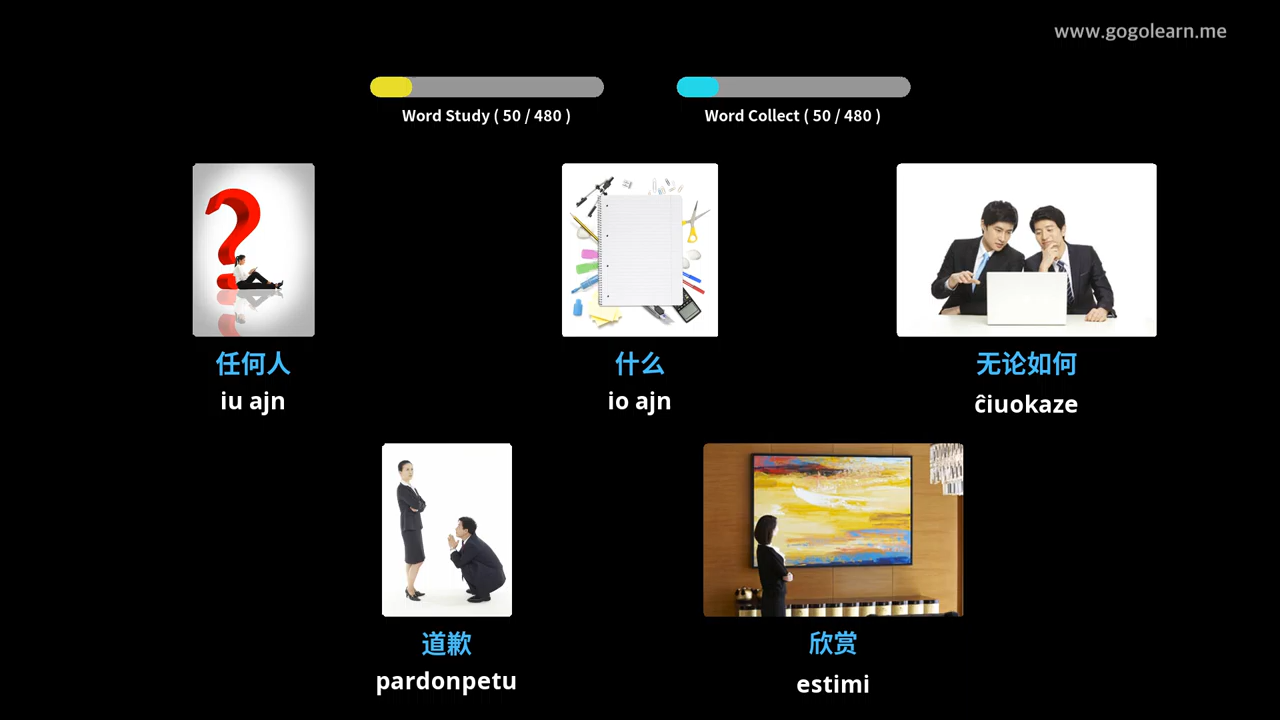 www.gogolearn.me
Word Study ( 50 / 480 )
Word Collect ( 50 / 480 )
任何人
iu ajn
什么
io ajn
无论如何
ĉiuokaze
道歉
pardonpetu
欣赏
estimi